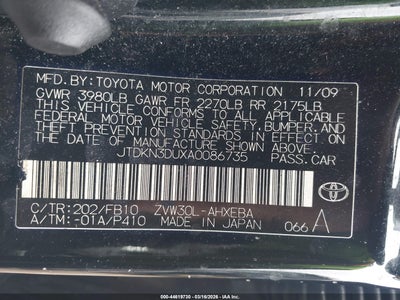 MFD.BY:TOYOTA MOTOR CORPORATION 11/09
GVWR 3980LB GAWR FR 2270LB RR 2175LB
THIS VEHICLE CONFORMS TO ALL APPLICABLE
FEDERAL MOTOR VEHICLE SAFETY,BUMPER,AND
THEFT PREVENTION STANDARDS IN EFFECT ON
THE DATE OF MANUFACTURE SHOWN ABOVE.
JTDKN3DUXA0086735 PASS.CAR
C/TR:202/FB10 ZVW30L-AHXEBA
A/TM:-01A/P410 MADE IN JAPAN 066 A
TOYOTA
000-44619730 - 03/16/2026 - IAA Inc.